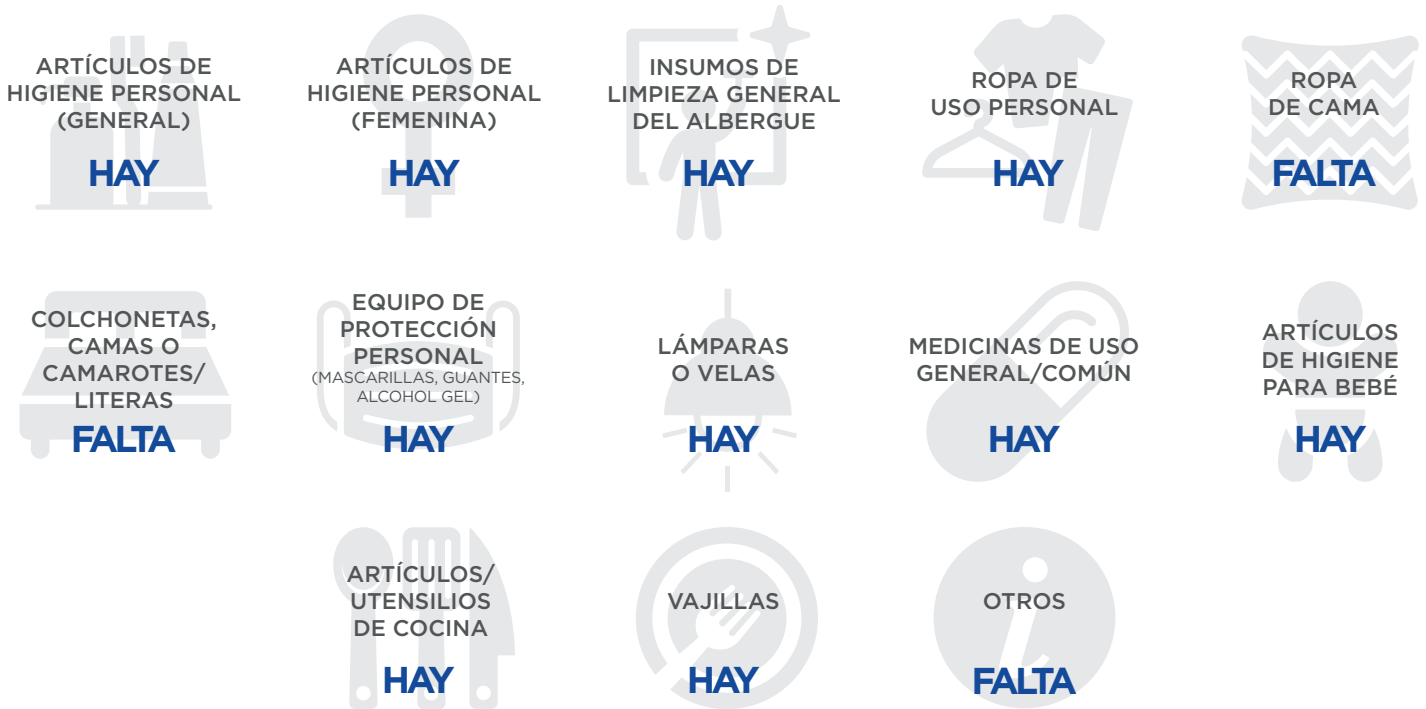 ARTÍCULOS DE
HIGIENE PERSONAL
(GENERAL)
HAY
ARTÍCULOS DE
HIGIENE PERSONAL
(FEMENINA)
HAY
INSUMOS DE
LIMPIEZA GENERAL
DEL ALBERGUE
HAY
ROPA DE
USO PERSONAL
HAY
ROPA
DE CAMA
FALTA
COLCHONETAS,
CAMAS O
CAMAROTES/
LITERAS
FALTA
EQUIPO DE
PROTECCIÓN
PERSONAL
(MASCARILLAS, GUANTES,
ALCOHOL GEL)
HAY
LÁMPARAS
O VELAS
HAY
MEDICINAS DE USO
GENERAL/COMÚN
HAY
ARTÍCULOS
DE HIGIENE
PARA BEBÉ
HAY
ARTÍCULOS/
UTENSILIOS
DE COCINA
HAY
VAJILLAS
HAY
OTROS
FALTA